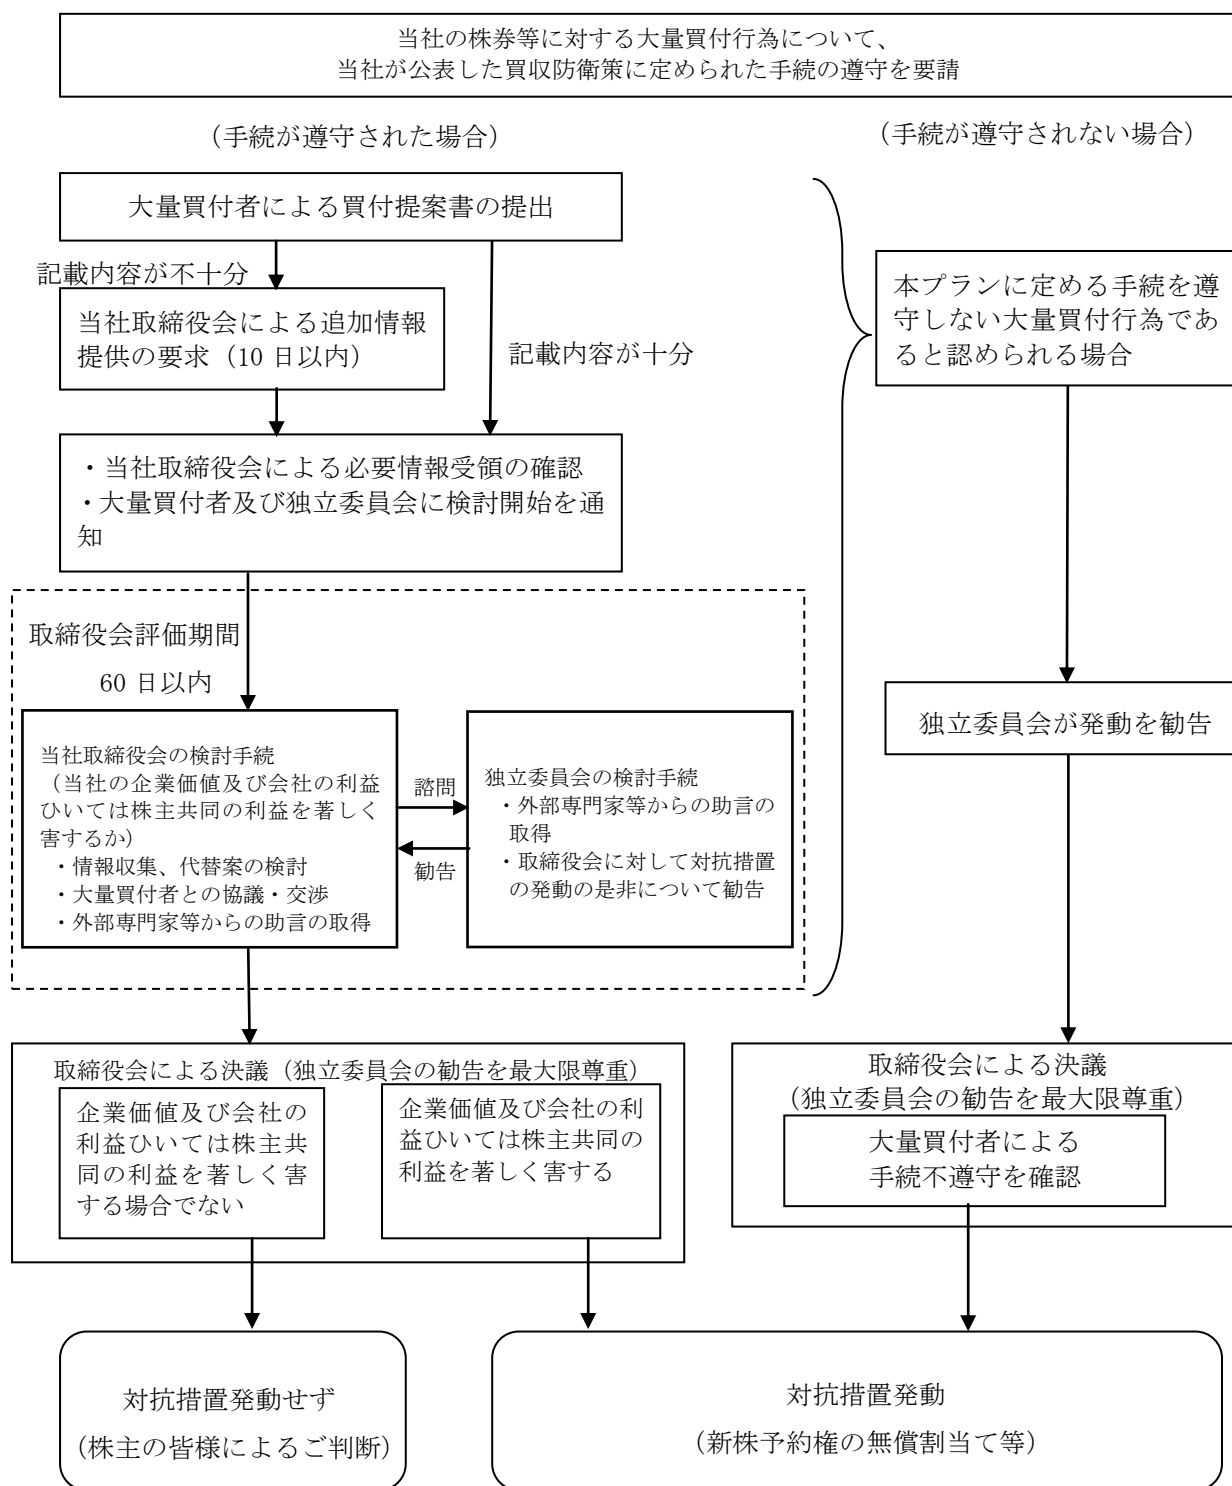 当社の株券等に対する大量買付行為について、
当社が公表した買収防衛策に定められた手続の遵守を要請
（手続が遵守された場合）
（手続が遵守されない場合）
大量買付者による買付提案書の提出
記載内容が不十分
当社取締役会による追加情報
提供の要求（10 日以内）
記載内容が十分
・当社取締役会による必要情報受領の確認
・大量買付者及び独立委員会に検討開始を通
知
取締役会評価期間
60 日以内
当社取締役会の検討手続
（当社の企業価値及び会社の利益
ひいては株主共同の利益を著しく
害するか）
・情報収集、代替案の検討
・大量買付者との協議・交渉
・外部専門家等からの助言の取得
諮問
勧告
独立委員会の検討手続
・外部専門家等からの助言の
取得
・取締役会に対して対抗措置
の発動の是非について勧告
本プランに定める手続を遵
守しない大量買付行為であ
ると認められる場合
独立委員会が発動を勧告
取締役会による決議（独立委員会の勧告を最大限尊重）
企業価値及び会社の
利益ひいては株主共
同の利益を著しく害
する場合でない
企業価値及び会社の利
益ひいては株主共同の
利益を著しく害する
取締役会による決議
（独立委員会の勧告を最大限尊重）
大量買付者による
手続不遵守を確認
対抗措置発動せず
（株主の皆様によるご判断）
対抗措置発動
（新株予約権の無償割当て等）